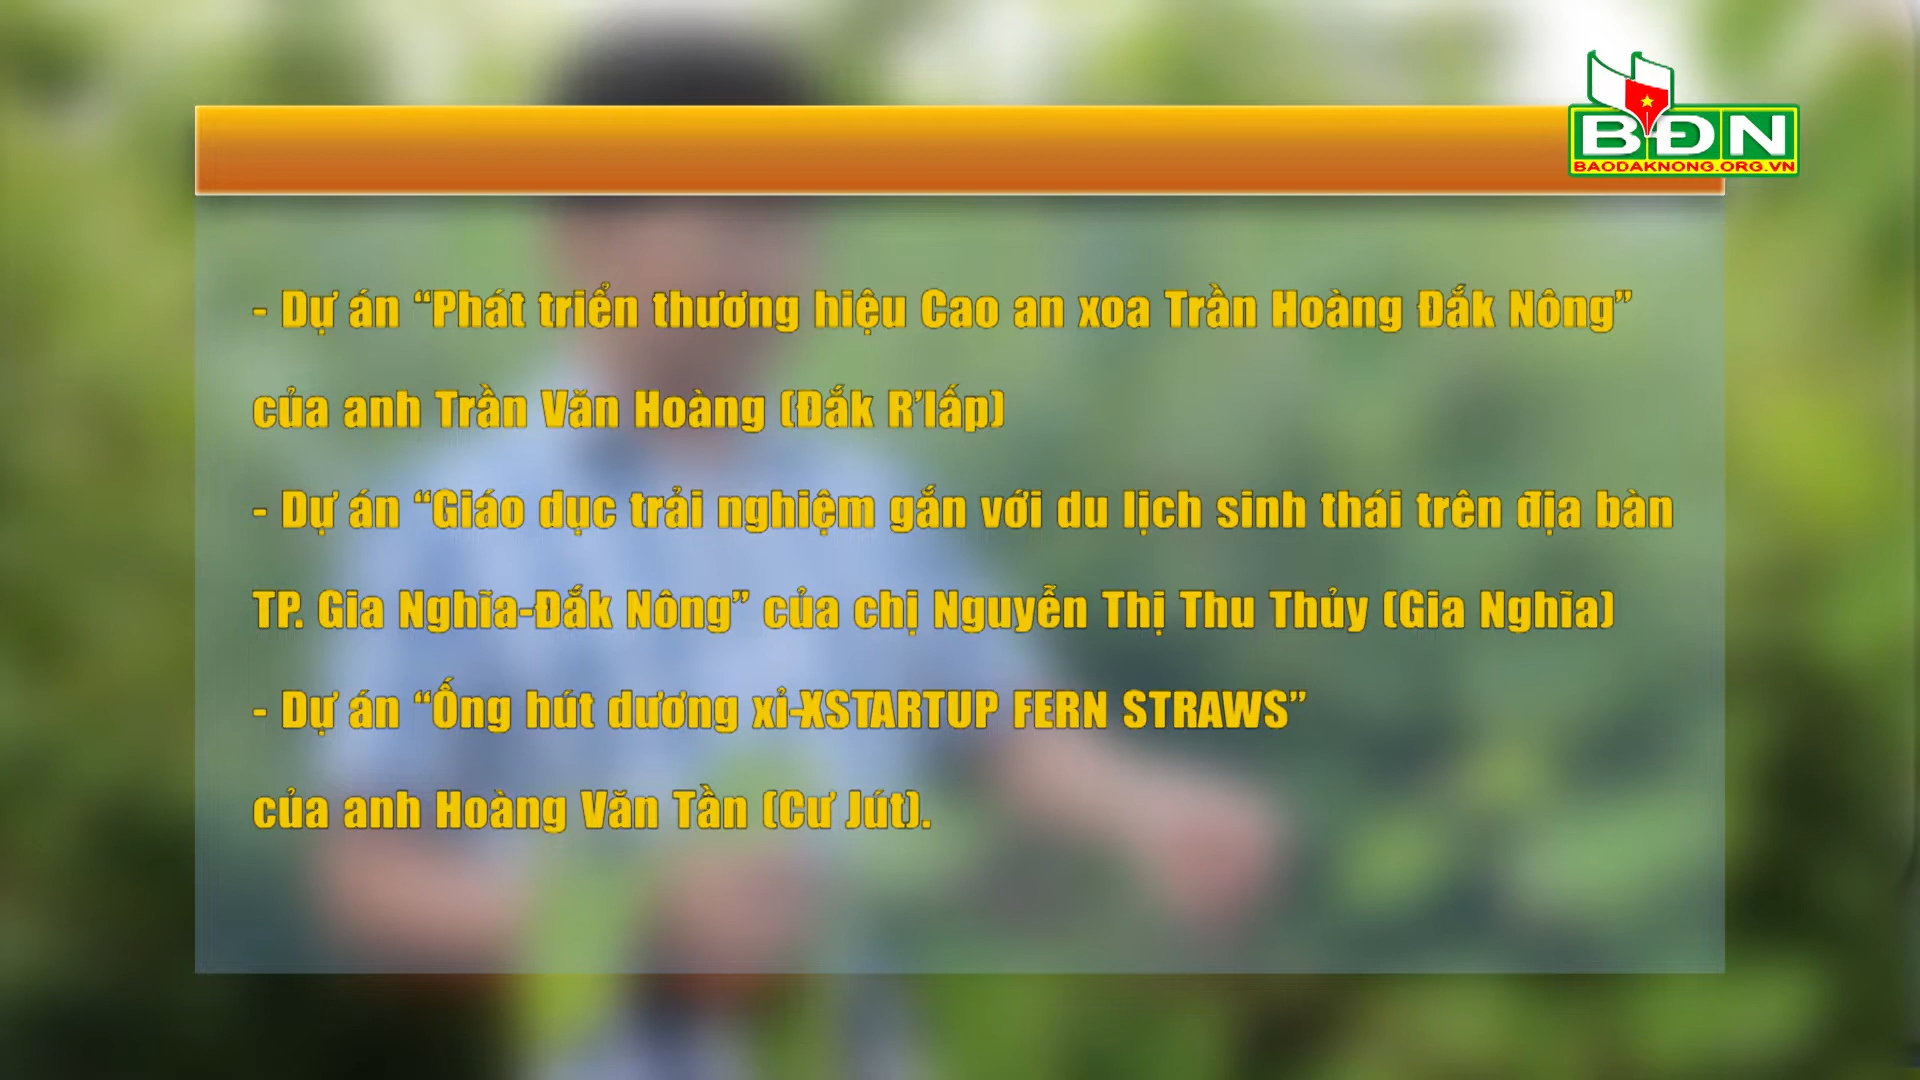 BĐN
BAODAKNONG.ORG.VN
- Dự án “Phát triển thương hiệu Cao an xoa Trần Hoàng Đắk Nông”
của anh Trần Văn Hoàng (Đắk R’lấp)
- Dự án “Giáo dục trải nghiệm gắn với du lịch sinh thái trên địa bàn
TP. Gia Nghĩa-Đắk Nông” của chị Nguyễn Thị Thu Thủy (Gia Nghĩa)
- Dự án “Ống hút dương xỉ-XSTARTUP FERN STRAWS”
của anh Hoàng Văn Tần (Cư Jút).